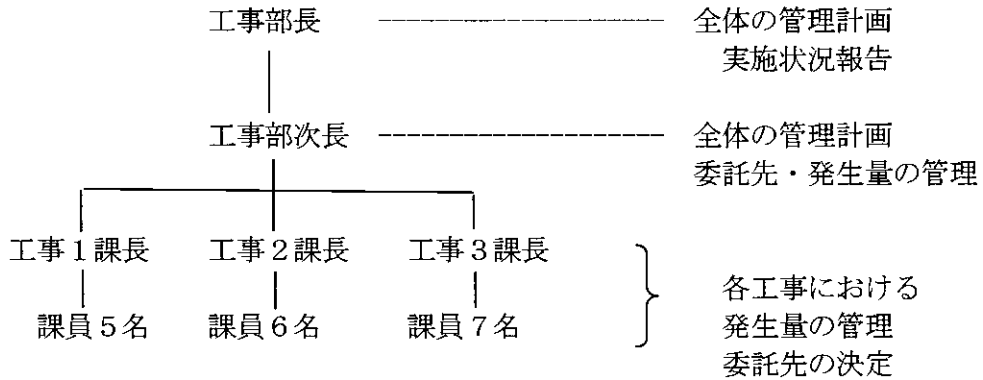 工事部長 全体の管理計画
実施状況報告
工事部次長 全体の管理計画
委託先・発生量の管理
工事1課長 工事2課長 工事3課長
各工事における
課員5名 課員6名 課員7名 発生量の管理
委託先の決定